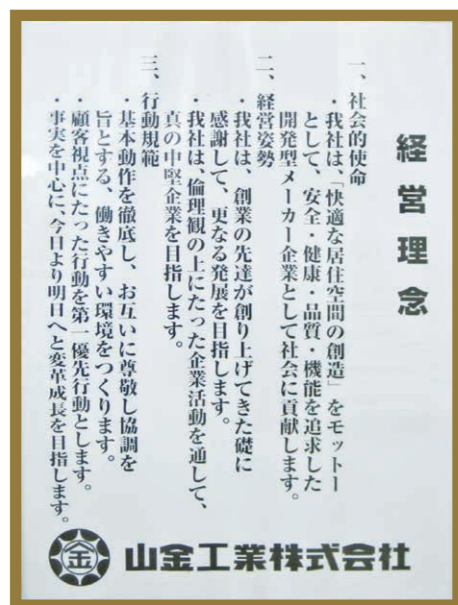 経営理念
一、社会的使命
・我社は、「快適な居住空間の創造」をモットー
として、安全・健康・品質・機能を追求した
開発型メーカー企業として社会に貢献します。
二、経営姿勢
・我社は、創業の先達が創り上げてきた礎に
感謝して、更なる発展を目指します。
・我社は、倫理観の上にたった企業活動を通して、
真の中堅企業を目指します。
三、行動規範
・基本動作を徹底し、お互いに尊敬し協調を
旨とする、働きやすい環境をつくります。
・顧客視点にたった行動を第一優先行動とします。
・事実を中心に、今日より明日へと変革成長を目指します。
金
山金工業株式会社